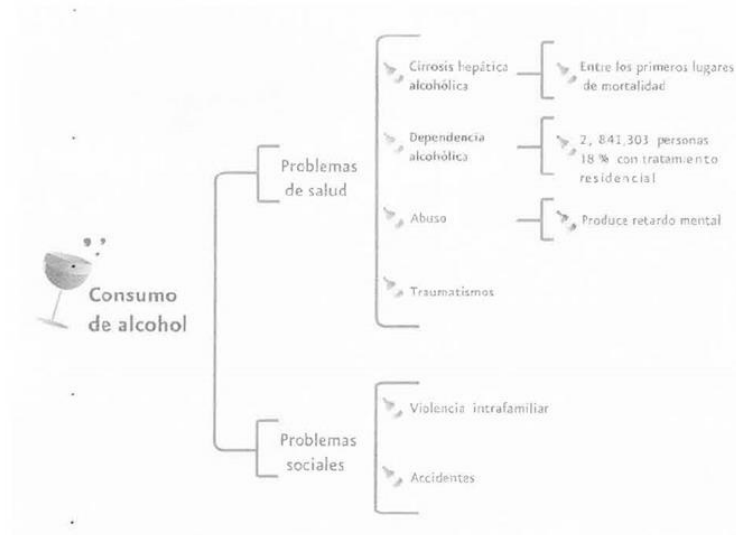 Consumo
de alcohol
Problemas
de salud
Cirrosis hepática
alcohólica
Entre los primeros lugares
de mortalidad
Dependencia
alcohólica
2, 841,303 personas
18 % con tratamiento
residencial
Abuso
Produce retardo mental
Traumatismos
Problemas
sociales
Violencia intrafamiliar
Accidentes